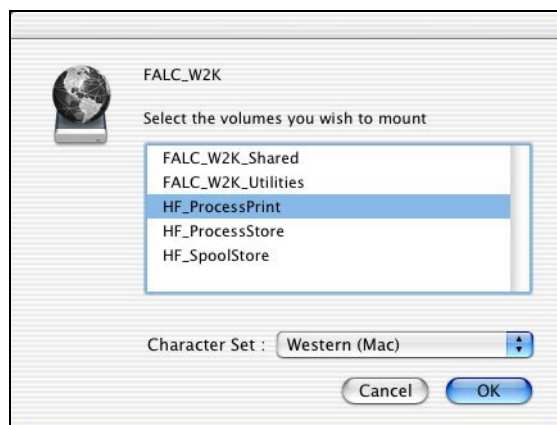 FALC_W2K
Select the volumes you wish to mount
FALC_W2K_Shared
FALC_W2K_Utilities
HF_ProcessPrint
HF_ProcessStore
HF_SpoolStore
Character Set : Western (Mac)
Cancel OK